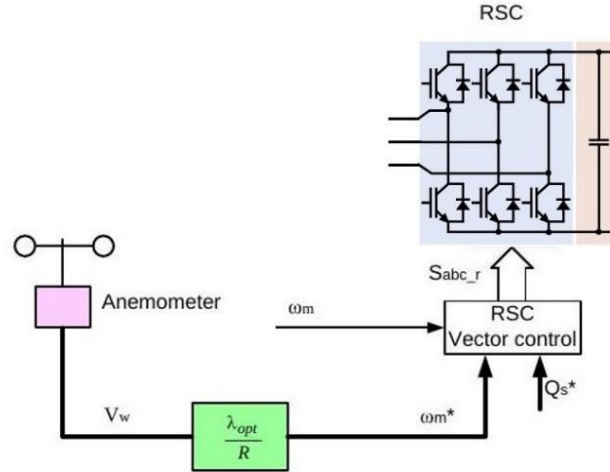 RSC
Sabc_r
Anemometer
ωm
RSC
Vector control
Qs*
Vw
λopt
R
ωm*